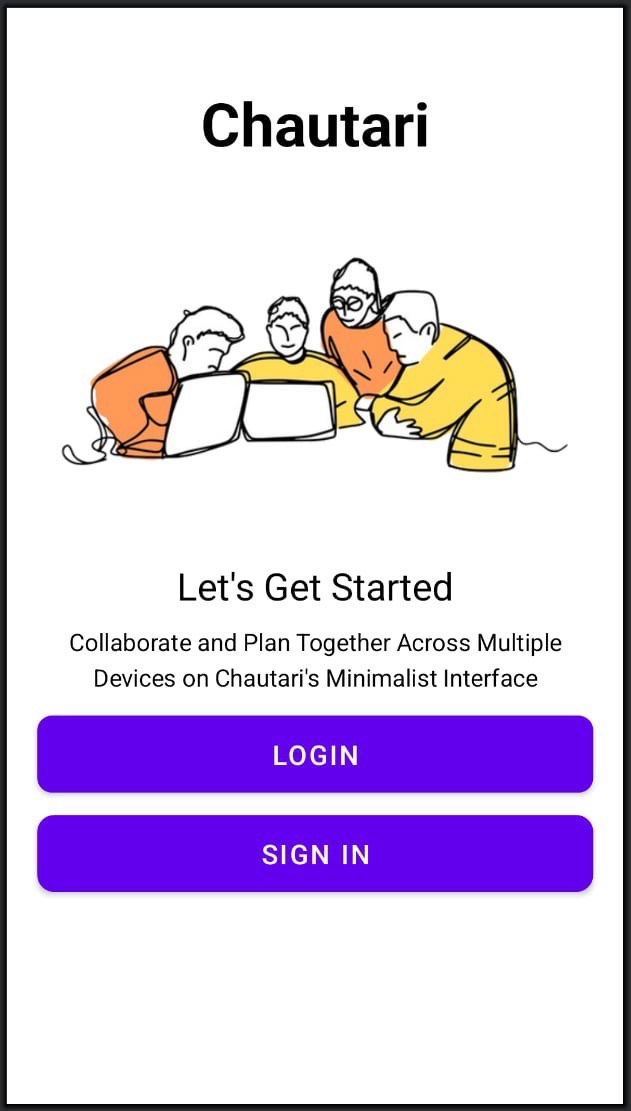 Chautari
Let's Get Started
Collaborate and Plan Together Across Multiple
Devices on Chautari's Minimalist Interface
LOGIN
SIGN IN